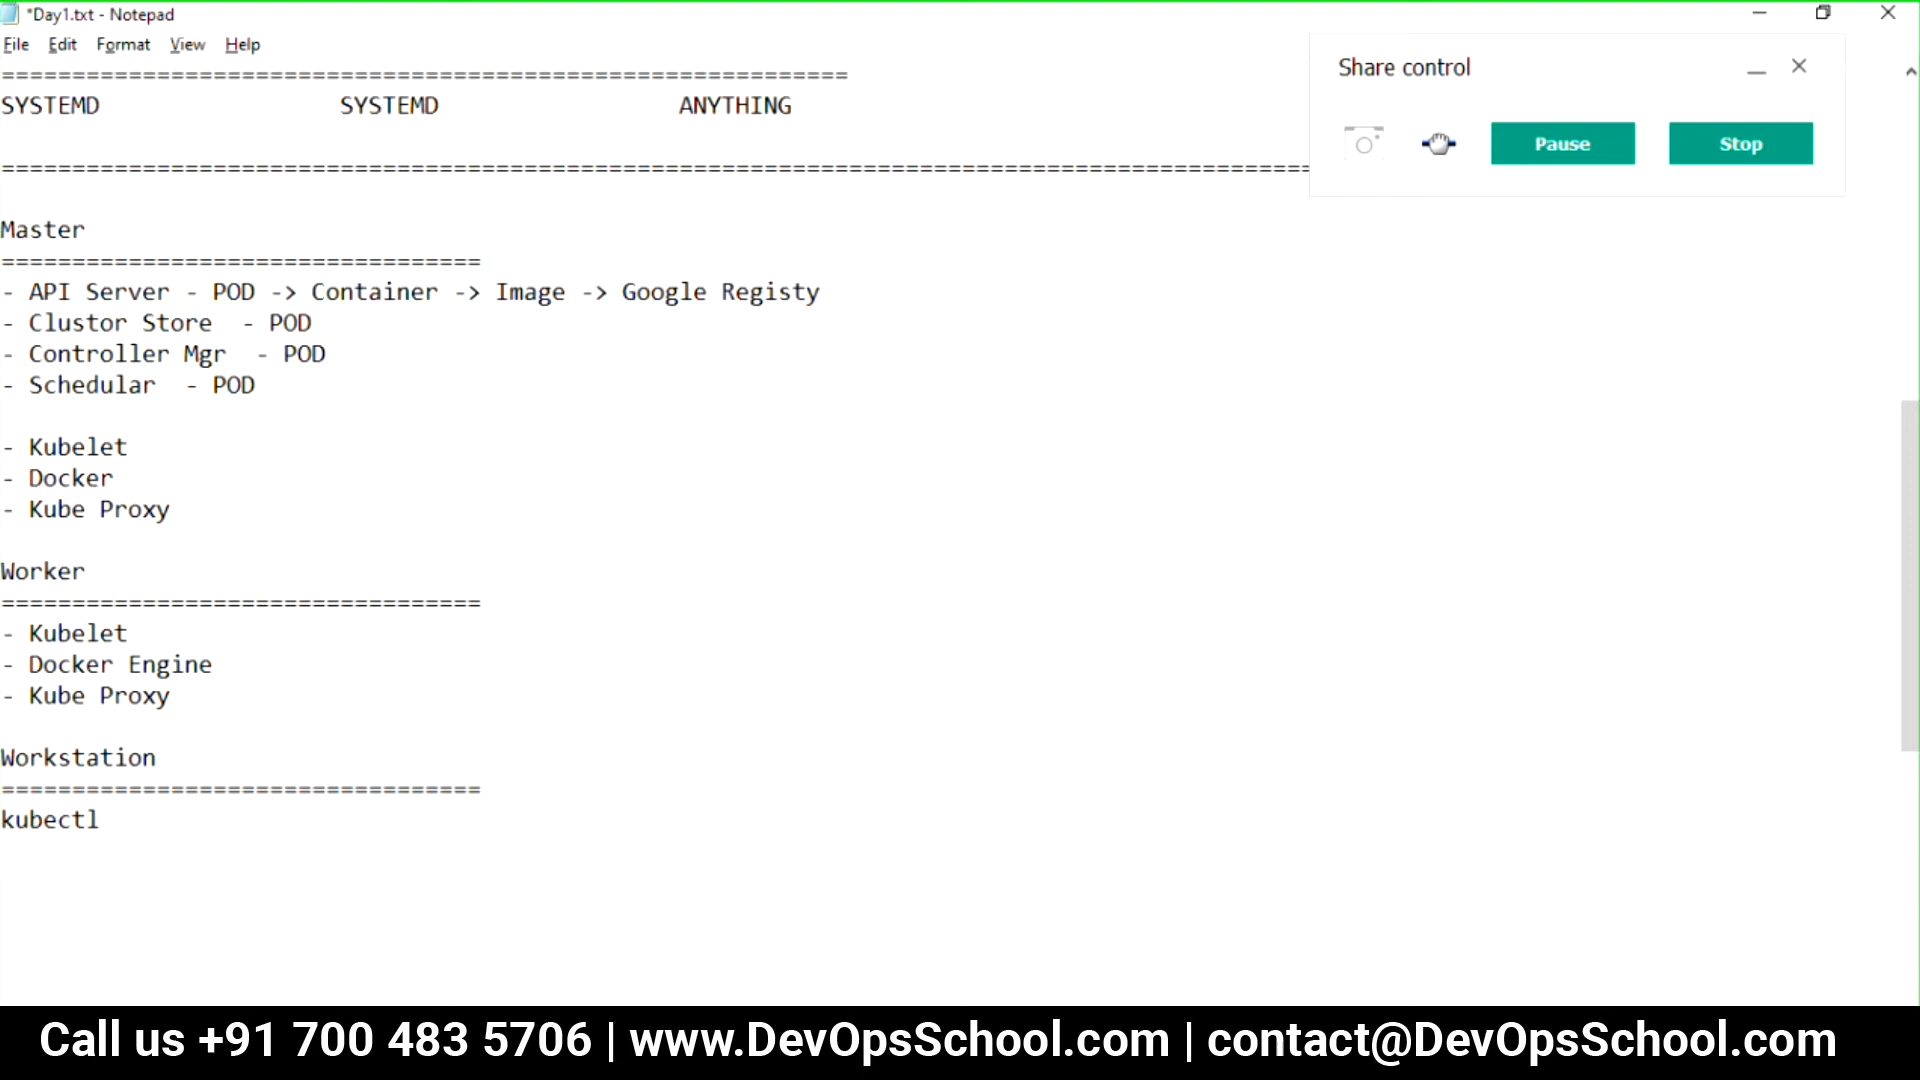 *Day1.txt - Notepad
File Edit Format View Help
Share control
Pause Stop
============================================================
SYSTEMD SYSTEMD ANYTHING
=============================================================================================
Master
==================================
- API Server - POD -> Container -> Image -> Google Registy
- Clustor Store - POD
- Controller Mgr - POD
- Schedular - POD
- Kubelet
- Docker
- Kube Proxy
Worker
==================================
- Kubelet
- Docker Engine
- Kube Proxy
Workstation
==================================
kubectl
Call us +91 700 483 5706 | www.DevOpsSchool.com | contact@DevOpsSchool.com